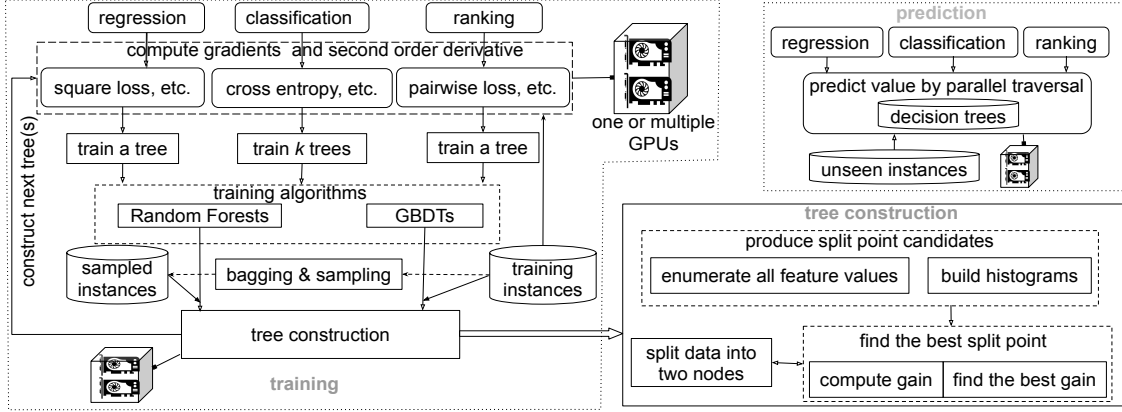 regression
classification
ranking
compute gradients and second order derivative
square loss, etc.
cross entropy, etc.
pairwise loss, etc.
one or multiple
GPUs
train a tree
train k trees
train a tree
training algorithms
Random Forests
GBDTs
sampled
instances
bagging & sampling
training
instances
tree construction
construct next tree(s)
training
prediction
regression
classification
ranking
predict value by parallel traversal
decision trees
unseen instances
tree construction
produce split point candidates
enumerate all feature values
build histograms
find the best split point
split data into
two nodes
compute gain
find the best gain